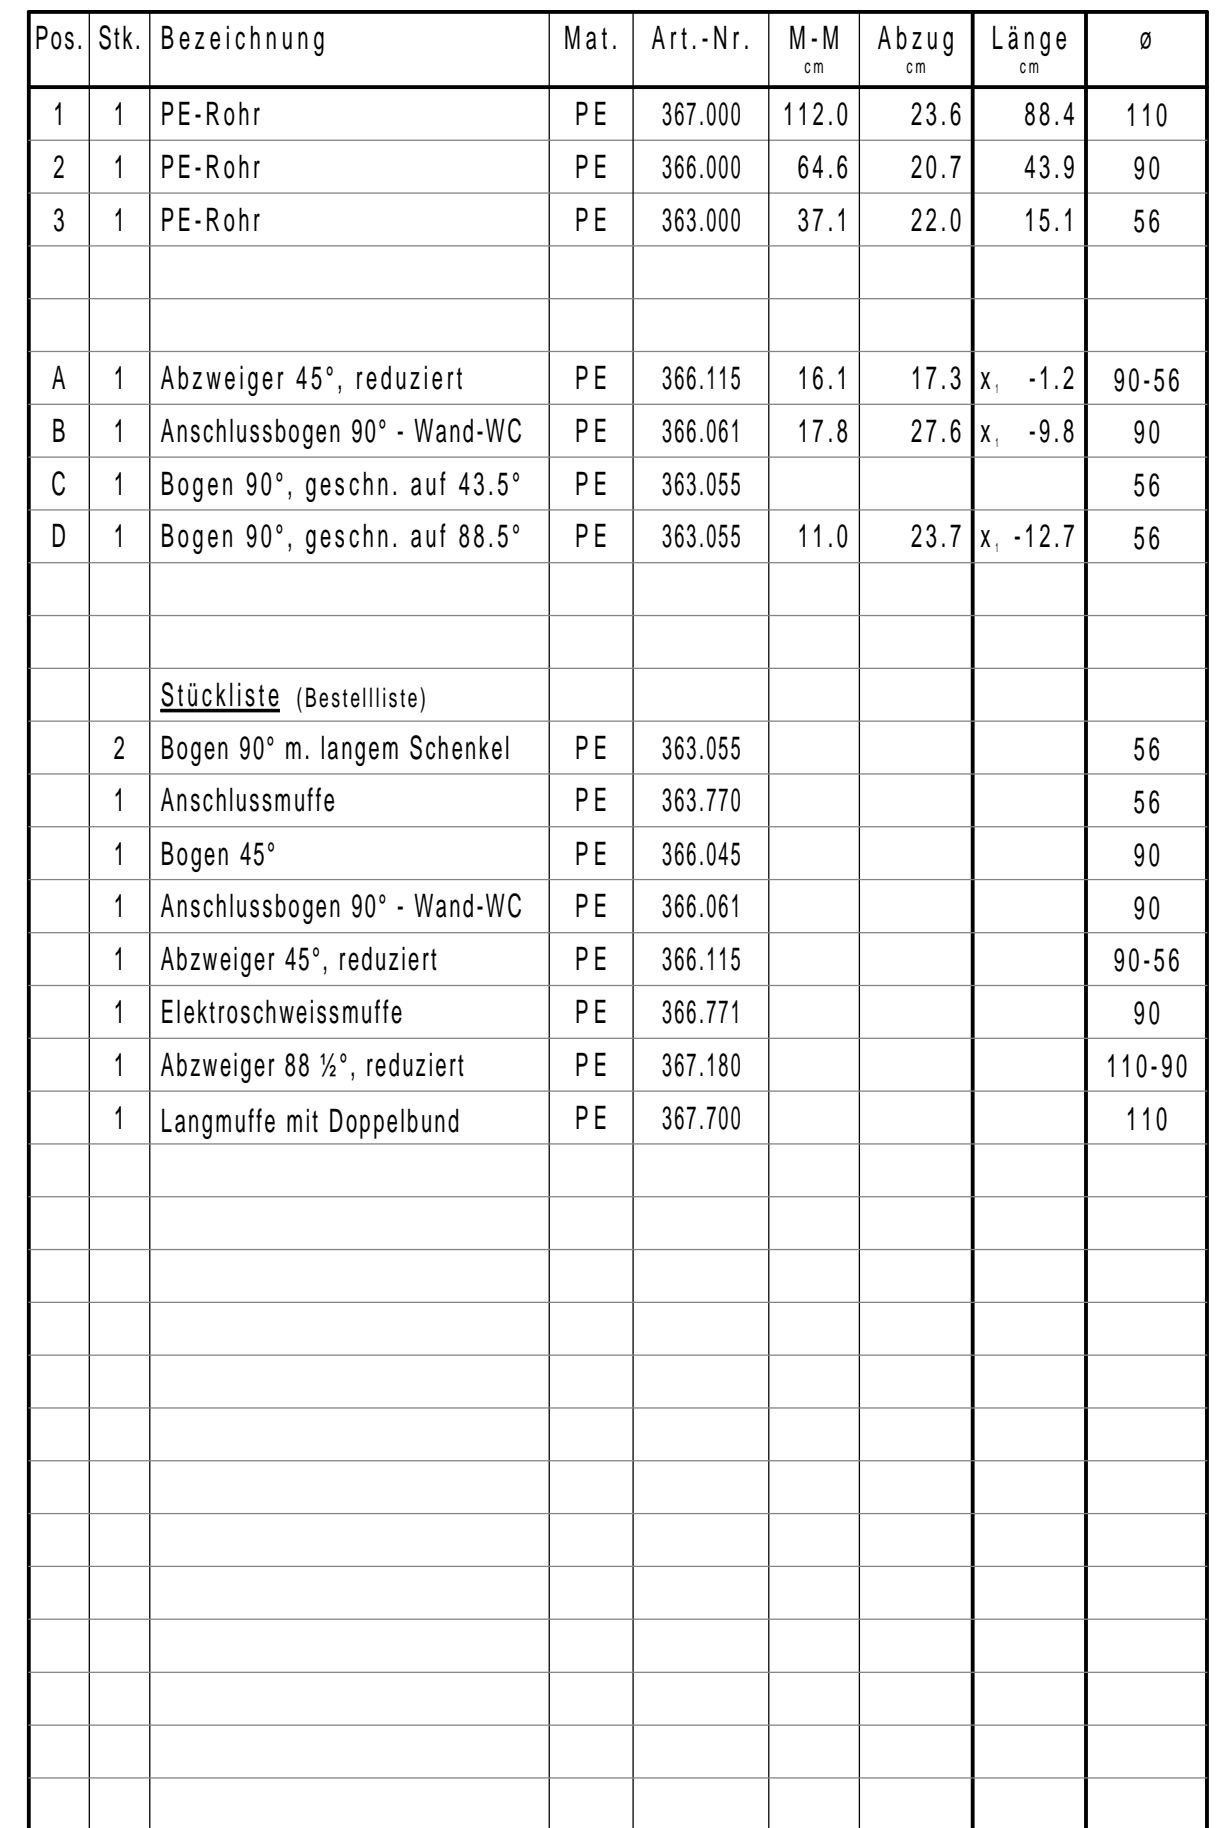 Pos. Stk. Bezeichnung Mat. Art.-Nr. M-M Abzug Länge ø
cm cm cm
1 1 PE-Rohr PE 367.000 112.0 23.6 88.4 110
2 1 PE-Rohr PE 366.000 64.6 20.7 43.9 90
3 1 PE-Rohr PE 363.000 37.1 22.0 15.1 56
A 1 Abzweiger 45°, reduziert PE 366.115 16.1 17.3 x₁ -1.2 90-56
B 1 Anschlussbogen 90° - Wand-WC PE 366.061 17.8 27.6 x₁ -9.8 90
C 1 Bogen 90°, geschn. auf 43.5° PE 363.055 56
D 1 Bogen 90°, geschn. auf 88.5° PE 363.055 11.0 23.7 x₁ -12.7 56
Stückliste (Bestellliste)
2 Bogen 90° m. langem Schenkel PE 363.055 56
1 Anschlussmuffe PE 363.770 56
1 Bogen 45° PE 366.045 90
1 Anschlussbogen 90° - Wand-WC PE 366.061 90
1 Abzweiger 45°, reduziert PE 366.115 90-56
1 Elektroschweissmuffe PE 366.771 90
1 Abzweiger 88 ½°, reduziert PE 367.180 110-90
1 Langmuffe mit Doppelbund PE 367.700 110